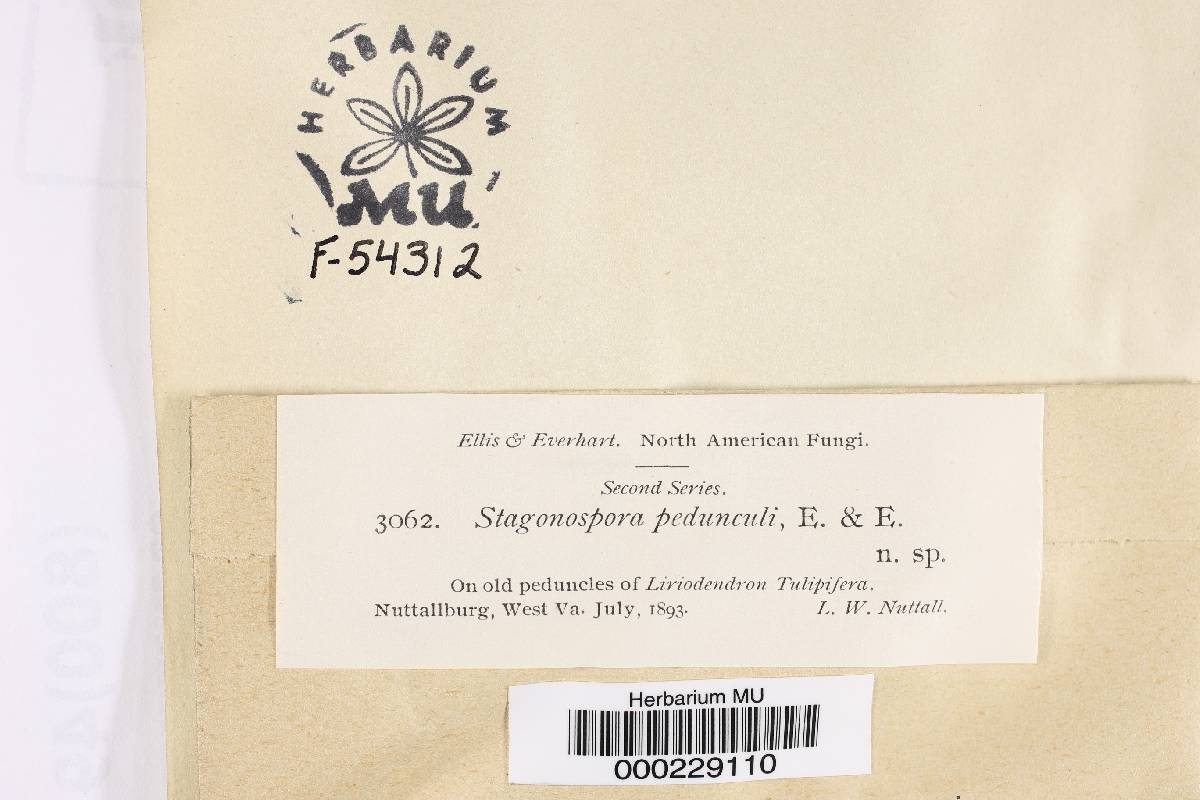 HERBARIUM
MU
F-54312
Ellis & Everhart. North American Fungi.
Second Series.
3062. Stagonospora pedunculi, E. & E.
n. sp.
On old peduncles of Liriodendron Tulipifera.
Nuttallburg, West Va. July, 1893. L. W. Nuttall.
Herbarium MU
000229110